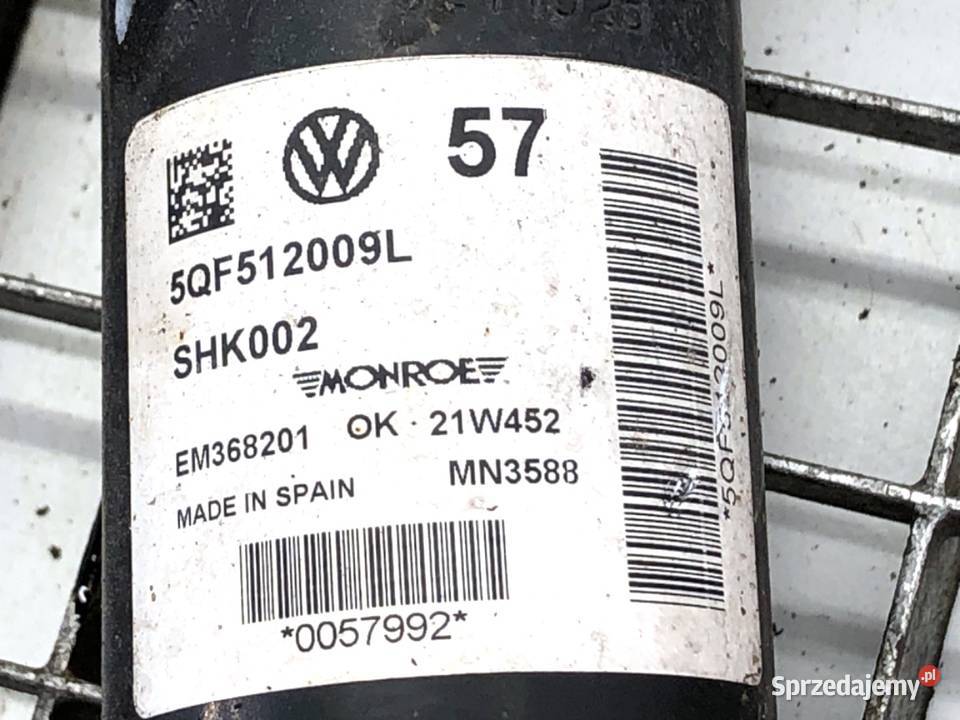 57
5QF512009L
SHK002
MONROE
EM368201 OK · 21W452
MADE IN SPAIN MN3588
*0057992*
Sprzedajemy.pl